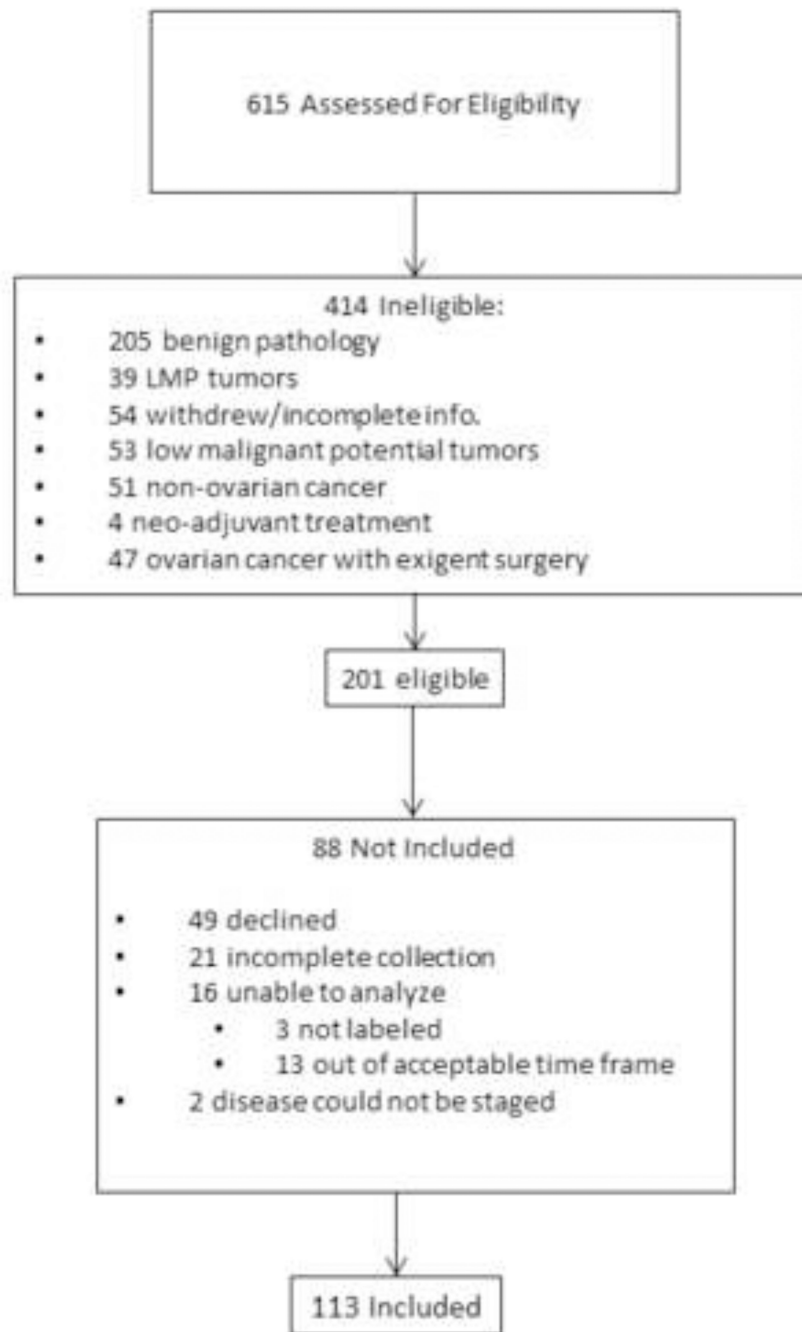 615 Assessed For Eligibility
414 Ineligible:
• 205 benign pathology
• 39 LMP tumors
• 54 withdrew/incomplete info.
• 53 low malignant potential tumors
• 51 non-ovarian cancer
• 4 neo-adjuvant treatment
• 47 ovarian cancer with exigent surgery
201 eligible
88 Not Included
• 49 declined
• 21 incomplete collection
• 16 unable to analyze
• 3 not labeled
• 13 out of acceptable time frame
• 2 disease could not be staged
113 Included